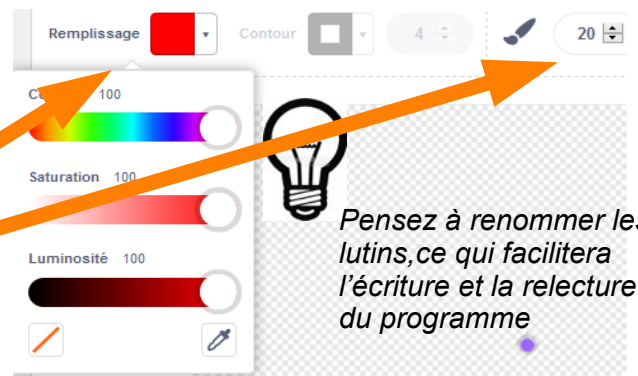 Remplissage Contour 4 20
Co 100
Saturation 100
Luminosité 100
Pensez à renommer les
lutins,ce qui facilitera
l'écriture et la relecture
du programme